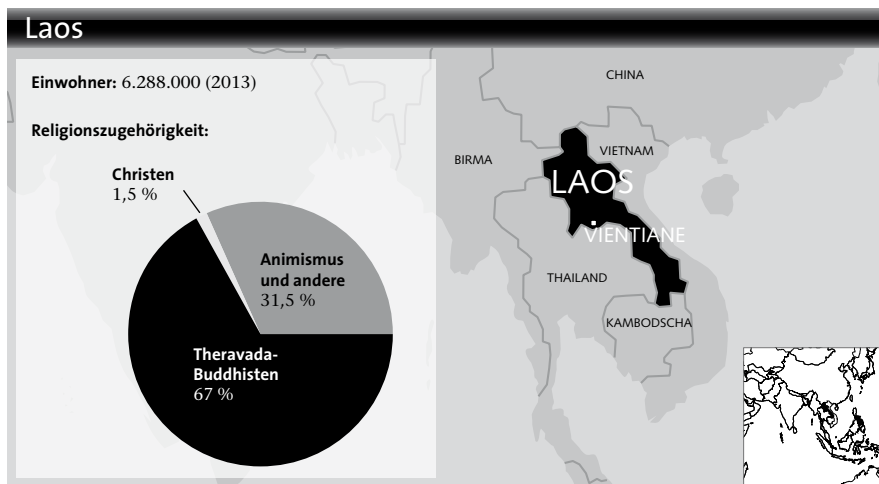 Laos
Einwohner: 6.288.000 (2013)
Religionszugehörigkeit:
Christen
1,5 %
Animismus
und andere
31,5 %
Theravada-
Buddhisten
67 %
CHINA
BIRMA
VIETNAM
LAOS
VIENTIANE
THAILAND
KAMBODSCHA